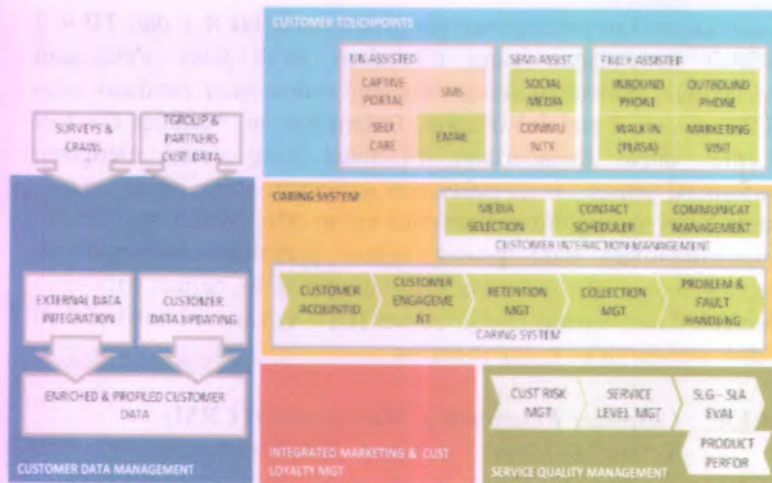 CUSTOMER TOUCHPOINTS
UN ASSISTED
SEMI ASSIST
FULLY ASSISTED
CAPTIVE
PORTAL
SMS
SOCIAL
MEDIA
INBOUND
PHONE
OUTBOUND
PHONE
SELF
CARE
EMAIL
COMMU
NITY
WALK IN
(PLASA)
MARKETING
VISIT
SURVEYS &
CRAWL
TGROUP &
PARTNERS
CUST DATA
EXTERNAL DATA
INTEGRATION
CUSTOMER
DATA UPDATING
ENRICHED & PROFILED CUSTOMER
DATA
CUSTOMER DATA MANAGEMENT
CARING SYSTEM
MEDIA
SELECTION
CONTACT
SCHEDULER
COMMUNICAT
MANAGEMENT
CUSTOMER INTERACTION MANAGEMENT
CUSTOMER
ACQUISITIO
CUSTOMER
ENGAGEME
NT
RETENTION
MGT
COLLECTION
MGT
PROBLEM &
FAULT
HANDLING
CARING SYSTEM
INTEGRATED MARKETING & CUST
LOYALTY MGT
CUST RISK
MGT
SERVICE
LEVEL MGT
SLG – SLA
EVAL
PRODUCT
PERFOR
SERVICE QUALITY MANAGEMENT